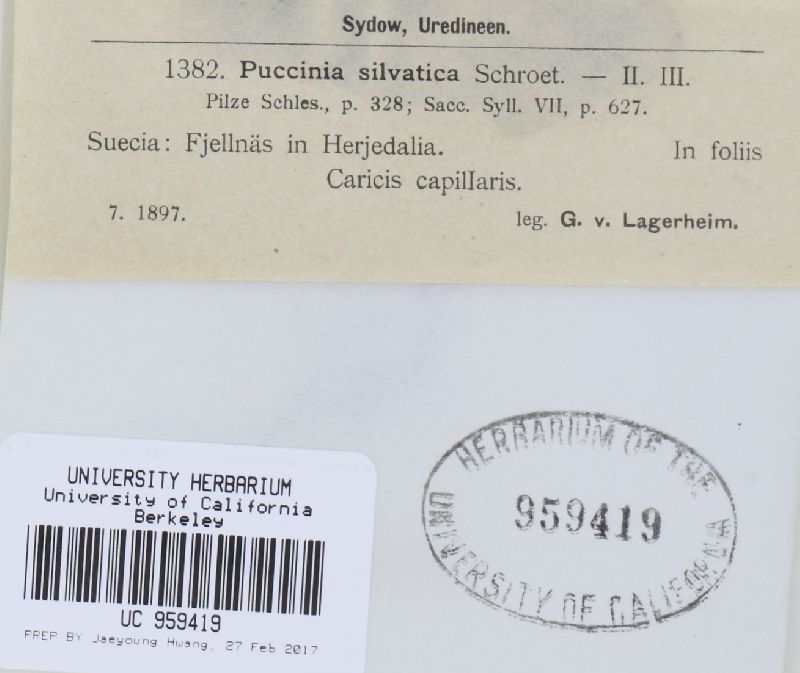 Sydow, Uredineen.
1382. Puccinia silvatica Schroet. — II. III.
Pilze Schles., p. 328; Sacc. Syll. VII, p. 627.
Suecia: Fjellnäs in Herjedalia. In foliis
Caricis capillaris.
7. 1897. leg. G. v. Lagerheim.
HERBARIUM OF THE
959419
UNIVERSITY OF CALIFORNIA
UNIVERSITY HERBARIUM
University of California
Berkeley
UC 959419
PREP BY Jaeyoung Hwang, 27 Feb 2017